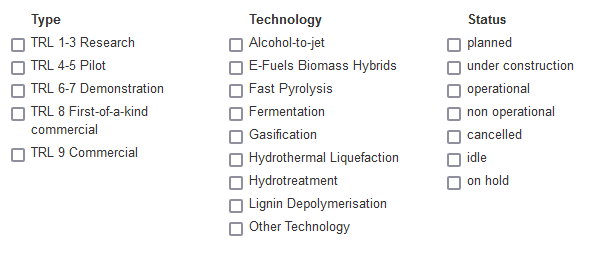 Type
TRL 1-3 Research
TRL 4-5 Pilot
TRL 6-7 Demonstration
TRL 8 First-of-a-kind
commercial
TRL 9 Commercial
Technology
Alcohol-to-jet
E-Fuels Biomass Hybrids
Fast Pyrolysis
Fermentation
Gasification
Hydrothermal Liquefaction
Hydrotreatment
Lignin Depolymerisation
Other Technology
Status
planned
under construction
operational
non operational
cancelled
idle
on hold